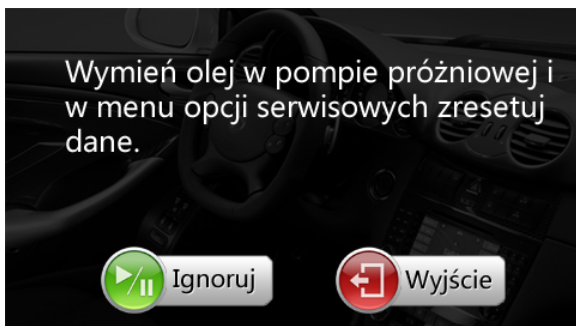 Wymień olej w pompie próżniowej i
w menu opcji serwisowych zresetuj
dane.
Ignoruj
Wyjście